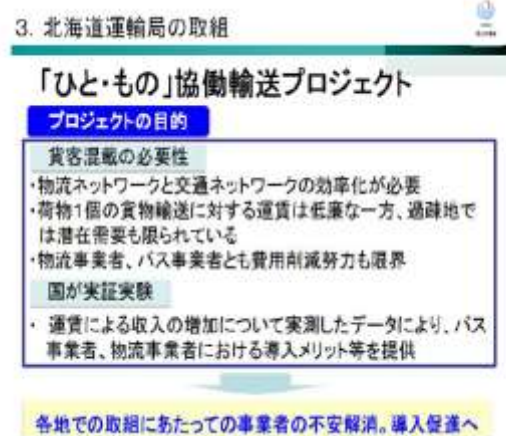 3. 北海道運輸局の取組
「ひと・もの」協働輸送プロジェクト
プロジェクトの目的
貨客混載の必要性
・物流ネットワークと交通ネットワークの効率化が必要
・荷物1個の貨物輸送に対する運賃は低廉な一方、過疎地で
は潜在需要も限られている
・物流事業者、バス事業者とも費用削減努力も限界
国が実証実験
・ 運賃による収入の増加について実測したデータにより、バス
事業者、物流事業者における導入メリット等を提供
各地での取組にあたっての事業者の不安解消。導入促進へ